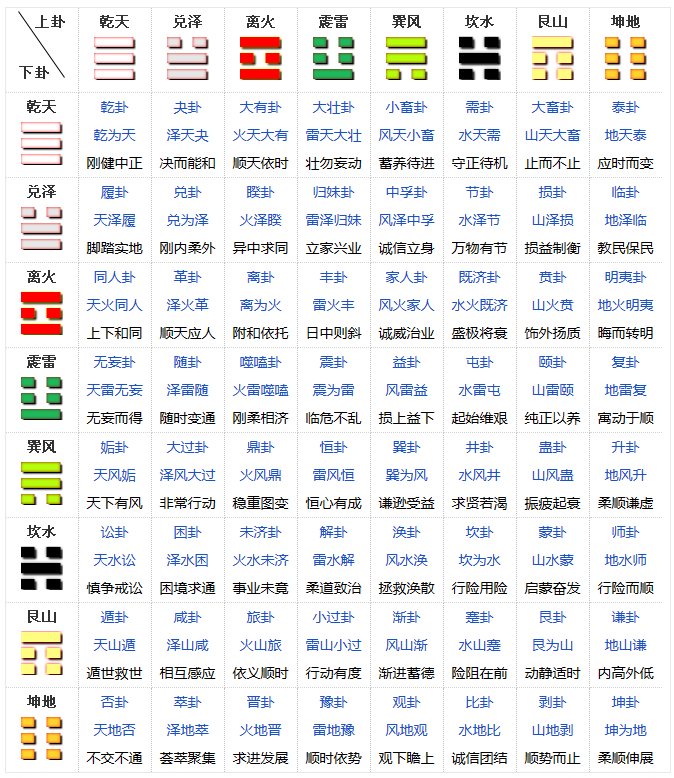 上卦 乾天 兑泽 离火 震雷 巽风 坎水 艮山 坤地
下卦
乾天 乾卦 夬卦 大有卦 大壮卦 小畜卦 需卦 大畜卦 泰卦
乾为天 泽天夬 火天大有 雷天大壮 风天小畜 水天需 山天大畜 地天泰
刚健中正 决而能和 顺天依时 壮勿妄动 蓄养待进 守正待机 止而不止 应时而变
兑泽 履卦 兑卦 睽卦 归妹卦 中孚卦 节卦 损卦 临卦
天泽履 兑为泽 火泽睽 雷泽归妹 风泽中孚 水泽节 山泽损 地泽临
脚踏实地 刚内柔外 异中求同 立家兴业 诚信立身 万物有节 损益制衡 教民保民
离火 同人卦 革卦 离卦 丰卦 家人卦 既济卦 贲卦 明夷卦
天火同人 泽火革 离为火 雷火丰 风火家人 水火既济 山火贲 地火明夷
上下和同 顺天应人 附和依托 日中则斜 诚威治业 盛极将衰 饰外扬质 晦而转明
震雷 无妄卦 随卦 噬嗑卦 震卦 益卦 屯卦 颐卦 复卦
天雷无妄 泽雷随 火雷噬嗑 震为雷 风雷益 水雷屯 山雷颐 地雷复
无妄而得 随时变通 刚柔相济 临危不乱 损上益下 起始维艰 纯正以养 寓动于顺
巽风 姤卦 大过卦 鼎卦 恒卦 巽卦 井卦 蛊卦 升卦
天风姤 泽风大过 火风鼎 雷风恒 巽为风 水风井 山风蛊 地风升
天下有风 非常行动 稳重图变 恒心有成 谦逊受益 求贤若渴 振疲起衰 柔顺谦虚
坎水 讼卦 困卦 未济卦 解卦 涣卦 坎卦 蒙卦 师卦
天水讼 泽水困 火水未济 雷水解 风水涣 坎为水 山水蒙 地水师
慎争戒讼 困境求通 事业未竟 柔道致治 拯救涣散 行险用险 启蒙奋发 行险而顺
艮山 遁卦 咸卦 旅卦 小过卦 渐卦 蹇卦 艮卦 谦卦
天山遁 泽山咸 火山旅 雷山小过 风山渐 水山蹇 艮为山 地山谦
遁世救世 相互感应 依义顺时 行动有度 渐进蓄德 险阻在前 动静适时 内高外低
坤地 否卦 萃卦 晋卦 豫卦 观卦 比卦 剥卦 坤卦
天地否 泽地萃 火地晋 雷地豫 风地观 水地比 山地剥 坤为地
不交不通 荟萃聚集 求进发展 顺时依势 观下瞻上 诚信团结 顺势而止 柔顺伸展